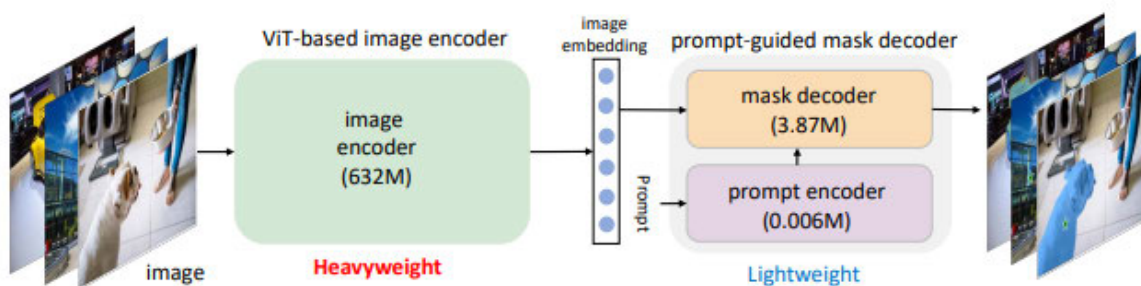 ViT-based image encoder
image
embedding
prompt-guided mask decoder
image
encoder
(632M)
mask decoder
(3.87M)
Prompt
prompt encoder
(0.006M)
image
Heavyweight
Lightweight